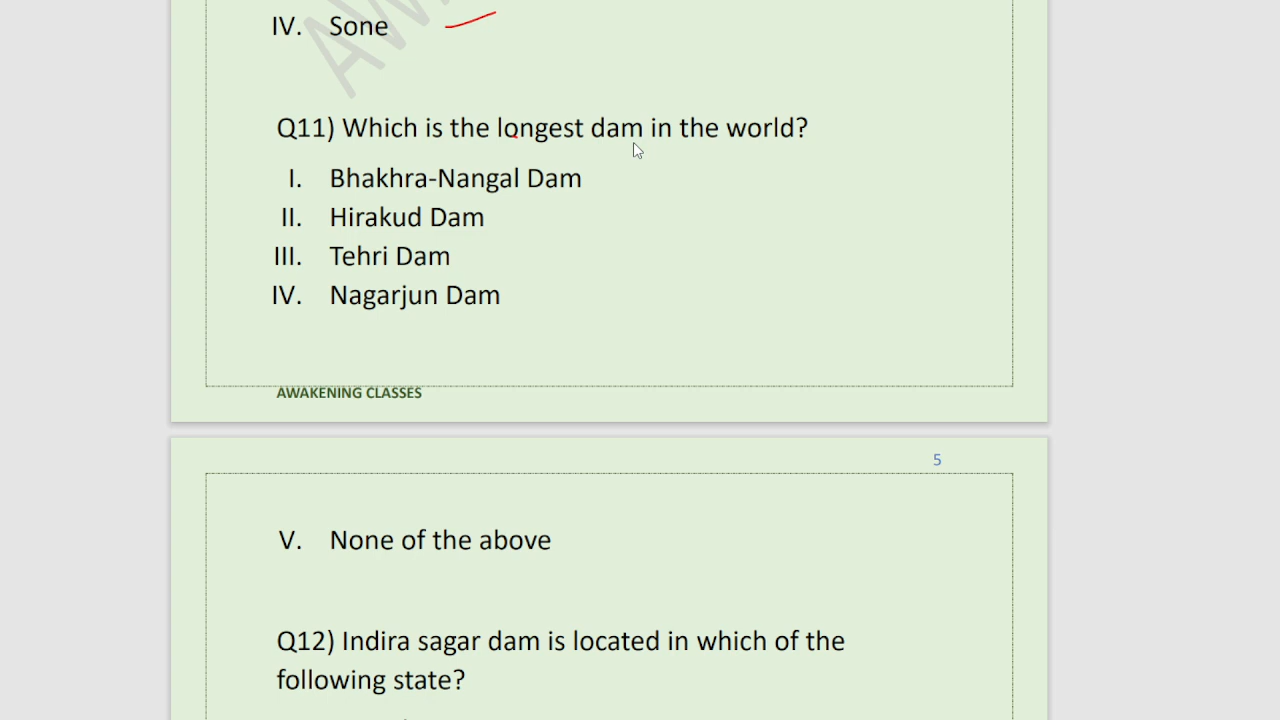 IV. Sone
AW
Q11) Which is the longest dam in the world?
I. Bhakhra-Nangal Dam
II. Hirakud Dam
III. Tehri Dam
IV. Nagarjun Dam
AWAKENING CLASSES
5
V. None of the above
Q12) Indira sagar dam is located in which of the
following state?